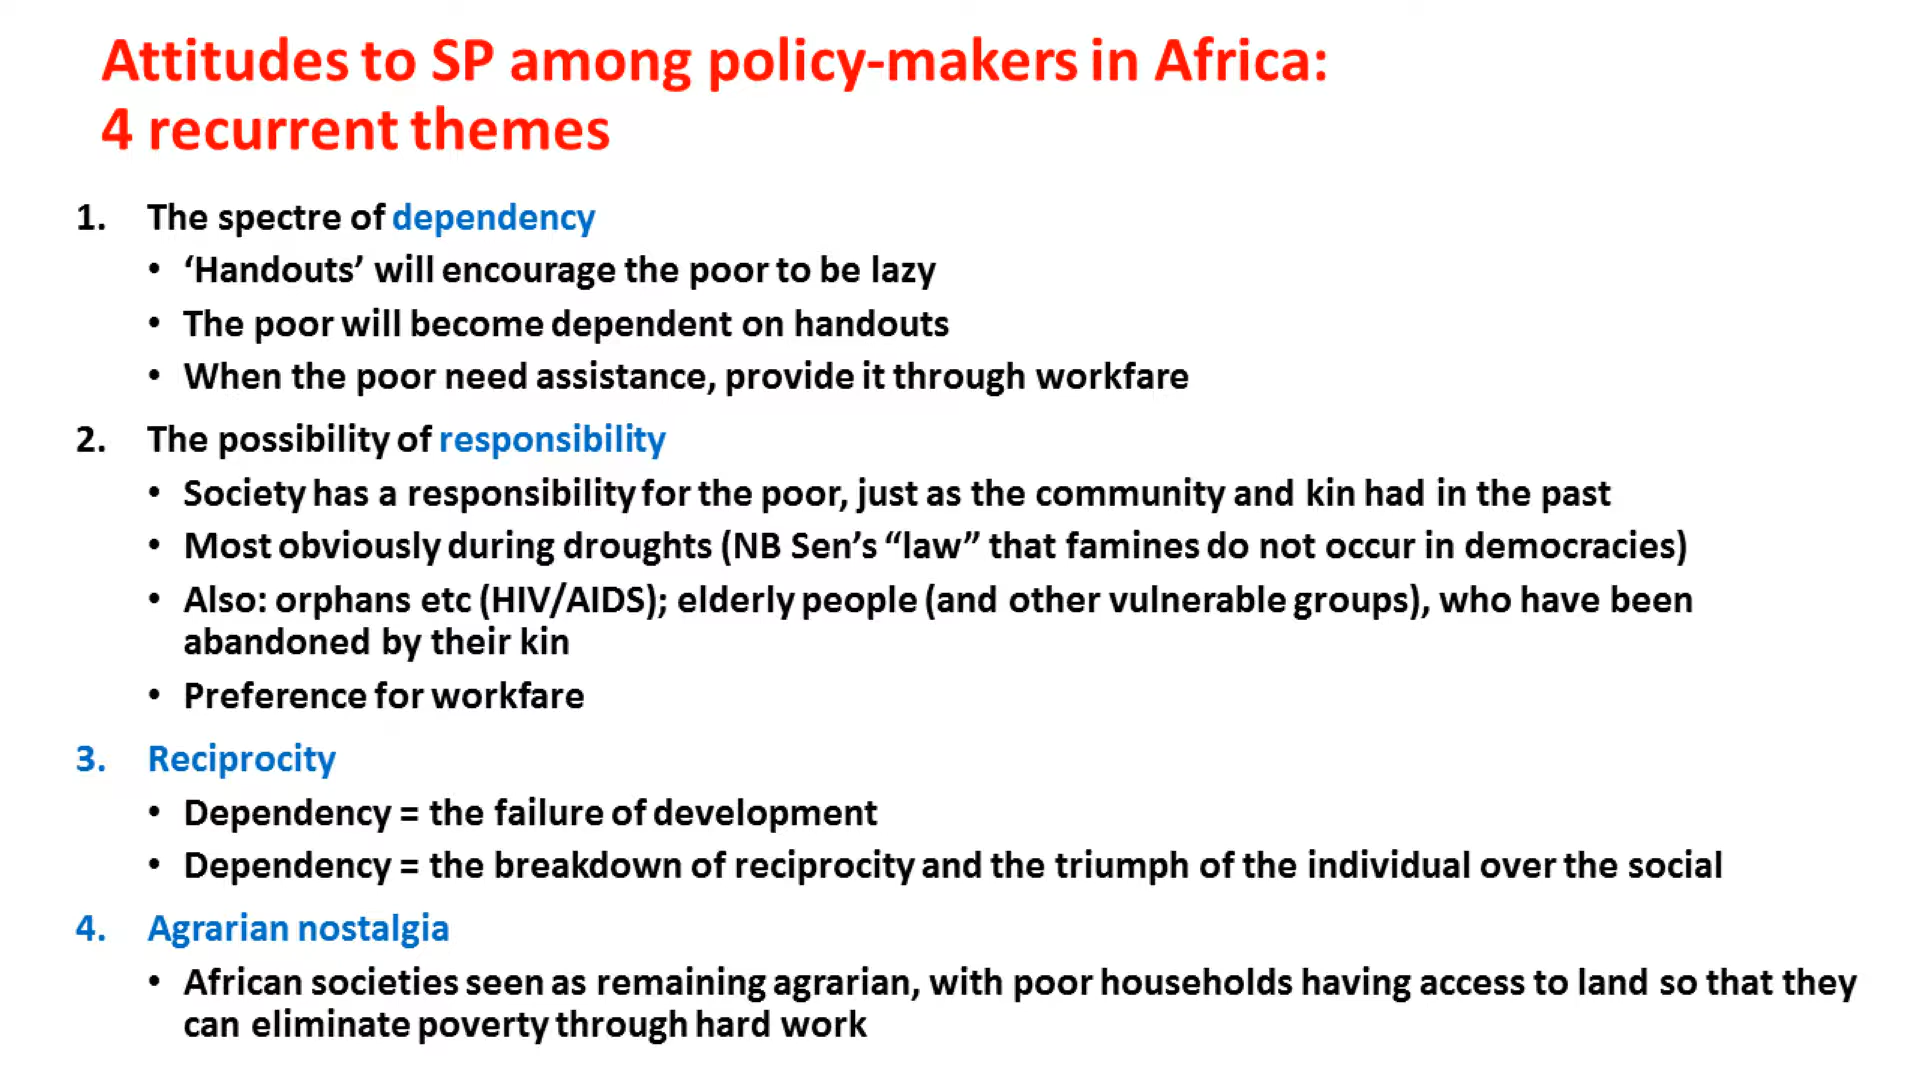 Attitudes to SP among policy-makers in Africa:
4 recurrent themes
1. The spectre of dependency
• ‘Handouts’ will encourage the poor to be lazy
• The poor will become dependent on handouts
• When the poor need assistance, provide it through workfare
2. The possibility of responsibility
• Society has a responsibility for the poor, just as the community and kin had in the past
• Most obviously during droughts (NB Sen’s “law” that famines do not occur in democracies)
• Also: orphans etc (HIV/AIDS); elderly people (and other vulnerable groups), who have been
abandoned by their kin
• Preference for workfare
3. Reciprocity
• Dependency = the failure of development
• Dependency = the breakdown of reciprocity and the triumph of the individual over the social
4. Agrarian nostalgia
• African societies seen as remaining agrarian, with poor households having access to land so that they
can eliminate poverty through hard work